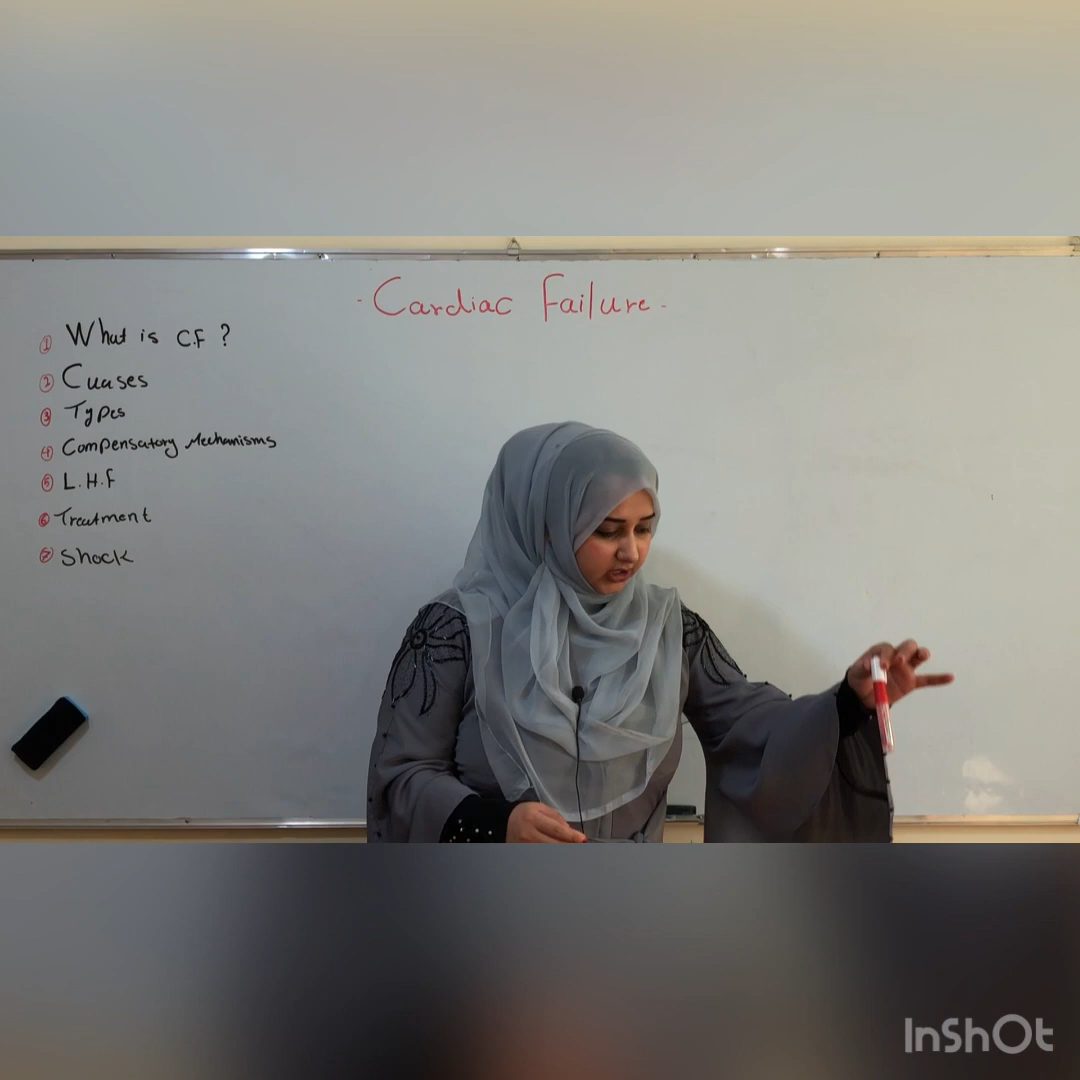 - Cardiac Failure -
① What is C.F ?
② Cuases
③ Types
④ Compensatory Mechanisms
⑤ L.H.F
⑥ Treatment
⑦ Shock
InShOt